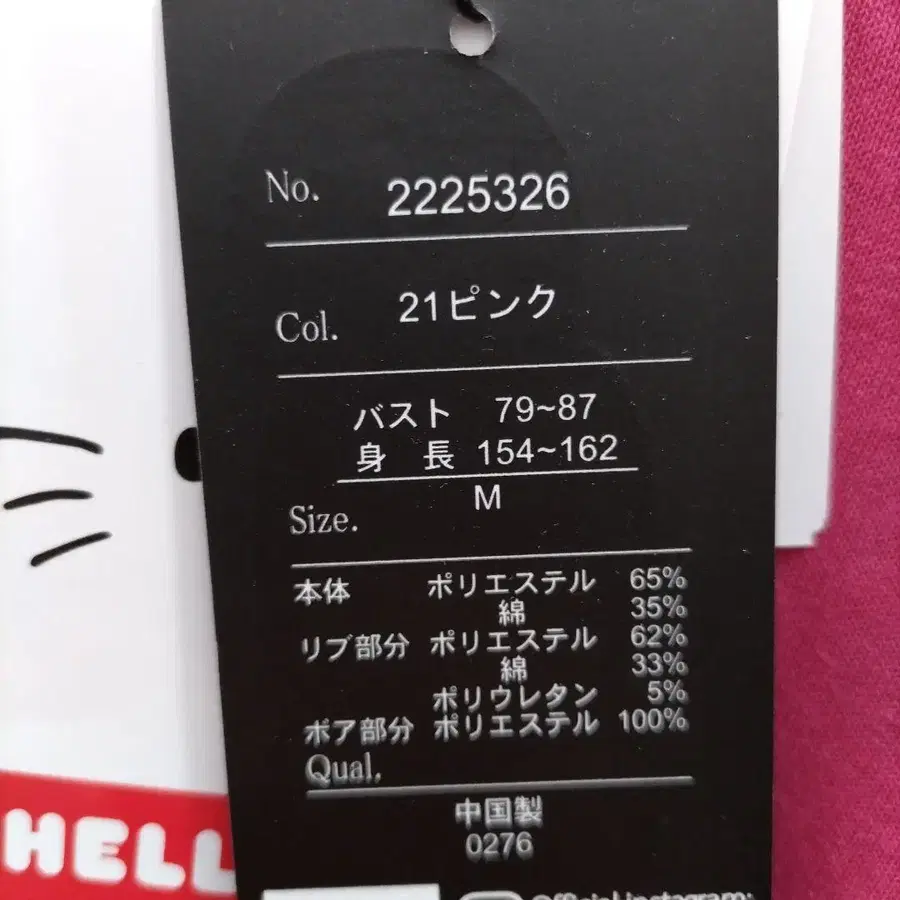 No. 2225326
Col. 21ピンク
バスト 79~87
身 長 154~162
M
Size.
本体 ポリエステル 65%
綿 35%
リブ部分 ポリエステル 62%
綿 33%
ポリウレタン 5%
ボア部分 ポリエステル 100%
Qual.
中国製
0276
Official instagram:
HELL